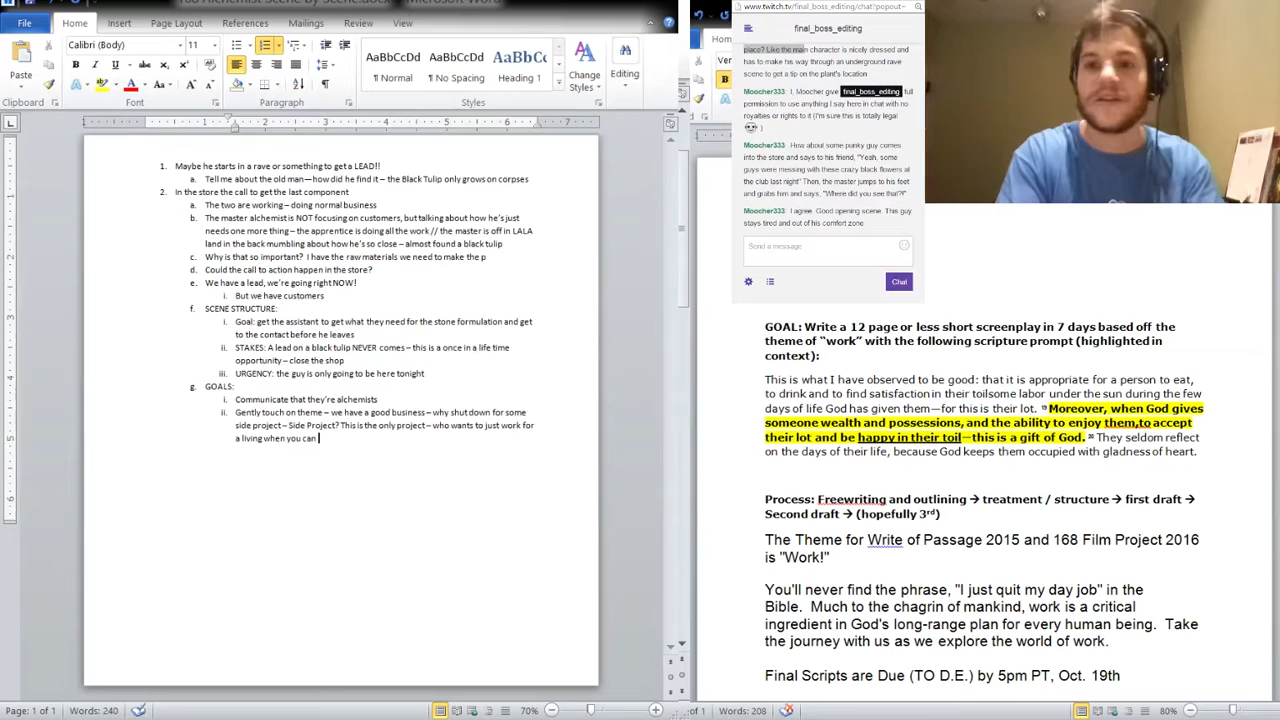 168 Alchemist Scene by Scene.docx - Microsoft Word
File
Home
Insert
Page Layout
References
Mailings
Review
View
Calibri (Body)
11
Paste
Clipboard
Font
Paragraph
AaBbCcDc
AaBbCcDc
AaBbCc
¶ Normal
¶ No Spacing
Heading 1
Change
Styles
Styles
Editing
1. Maybe he starts in a rave or something to get a LEAD!!
a. Tell me about the old man—how did he find it – the Black Tulip only grows on corpses
2. In the store the call to get the last component
a. The two are working – doing normal business
b. The master alchemist is NOT focusing on customers, but talking about how he's just
needs one more thing – the apprentice is doing all the work // the master is off in LALA
land in the back mumbling about how he's so close – almost found a black tulip
c. Why is that so important? I have the raw materials we need to make the p
d. Could the call to action happen in the store?
e. We have a lead, we're going right NOW!
i. But we have customers
f. SCENE STRUCTURE:
i. Goal: get the assistant to get what they need for the stone formulation and get
to the contact before he leaves
ii. STAKES: A lead on a black tulip NEVER comes – this is a once in a life time
opportunity – close the shop
iii. URGENCY: the guy is only going to be here tonight
g. GOALS:
i. Communicate that they're alchemists
ii. Gently touch on theme – we have a good business – why shut down for some
side project – Side Project? This is the only project – who wants to just work for
a living when you can
Page: 1 of 1
Words: 240
70%
www.twitch.tv/final_boss_editing/chat?popout=
final_boss_editing
place? Like the main character is nicely dressed and
has to make his way through an underground rave
scene to get a tip on the plant's location
Moocher333: I, Moocher give final_boss_editing full
permission to use anything I say here in chat with no
royalties or rights to it (I'm sure this is totally legal
)
Moocher333: How about some punky guy comes
into the store and says to his friend, "Yeah, some
guys were messing with these crazy black flowers at
the club last night" Then, the master jumps to his feet
and grabs him and says, "Where did you see that?!"
Moocher333: I agree. Good opening scene. This guy
stays tired and out of his comfort zone
Send a message
Chat
GOAL: Write a 12 page or less short screenplay in 7 days based off the
theme of "work" with the following scripture prompt (highlighted in
context):
This is what I have observed to be good: that it is appropriate for a person to eat,
to drink and to find satisfaction in their toilsome labor under the sun during the few
days of life God has given them—for this is their lot. 19 Moreover, when God gives
someone wealth and possessions, and the ability to enjoy them,to accept
their lot and be happy in their toil—this is a gift of God. 20 They seldom reflect
on the days of their life, because God keeps them occupied with gladness of heart.
Process: Freewriting and outlining → treatment / structure → first draft →
Second draft → (hopefully 3rd)
The Theme for Write of Passage 2015 and 168 Film Project 2016
is "Work!"
You'll never find the phrase, "I just quit my day job" in the
Bible. Much to the chagrin of mankind, work is a critical
ingredient in God's long-range plan for every human being. Take
the journey with us as we explore the world of work.
Final Scripts are Due (TO D.E.) by 5pm PT, Oct. 19th
of 1
Words: 208
80%